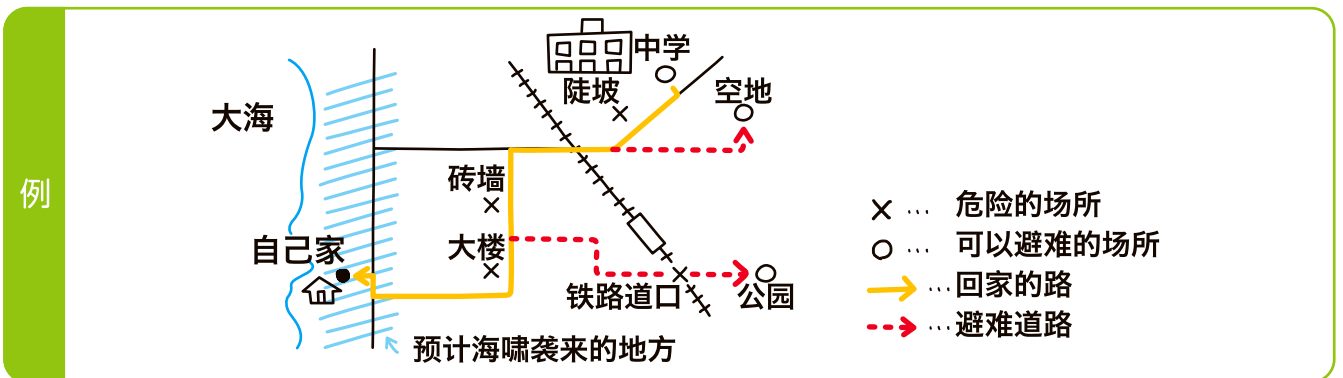 例
中学
陡坡
空地
大海
砖墙
自己家
大楼
铁路道口
公园
预计海啸袭来的地方
×…危险的场所
○…可以避难的场所
…回家的路
…避难道路